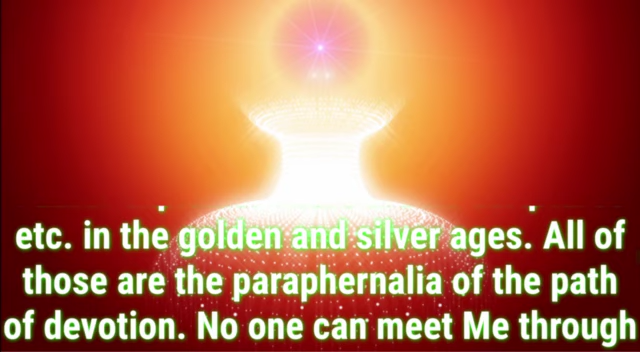 etc. in the golden and silver ages. All of
those are the paraphernalia of the path
of devotion. No one can meet Me through